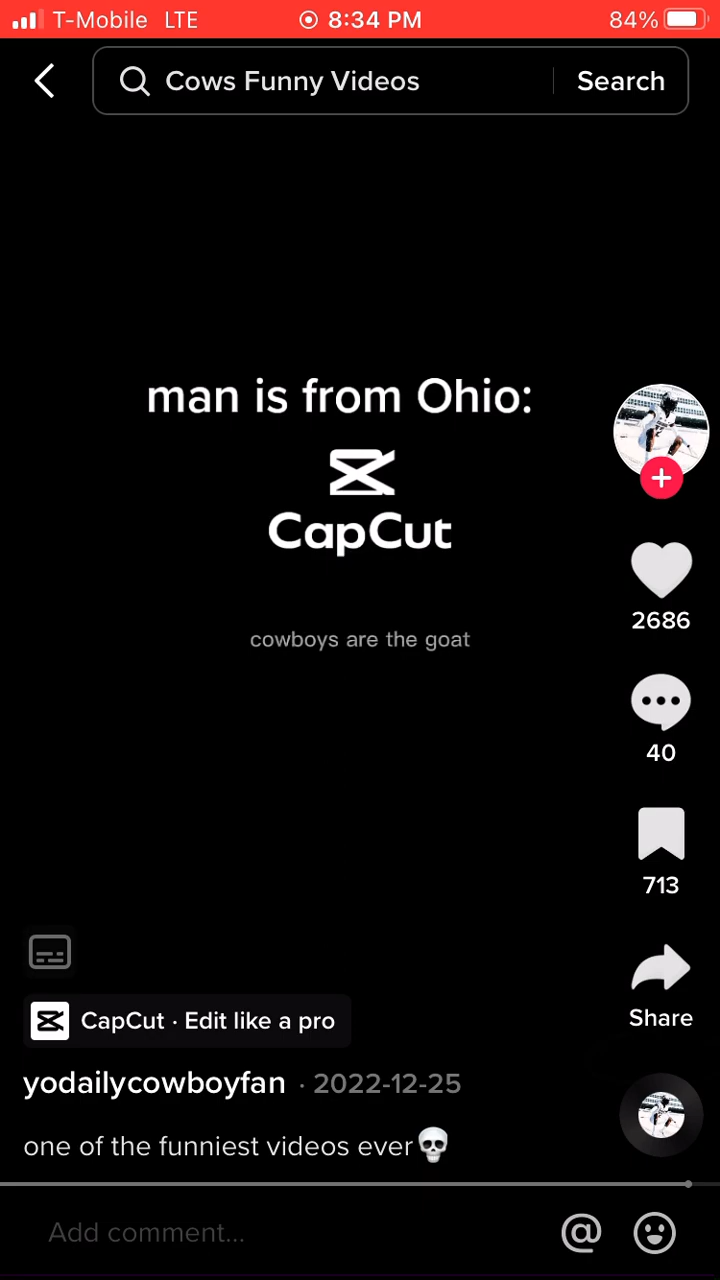 T-Mobile LTE 8:34 PM 84%
Cows Funny Videos Search
man is from Ohio:
CapCut
cowboys are the goat
2686
40
713
CapCut · Edit like a pro
Share
yodailycowboyfan · 2022-12-25
one of the funniest videos ever💀
Add comment... @